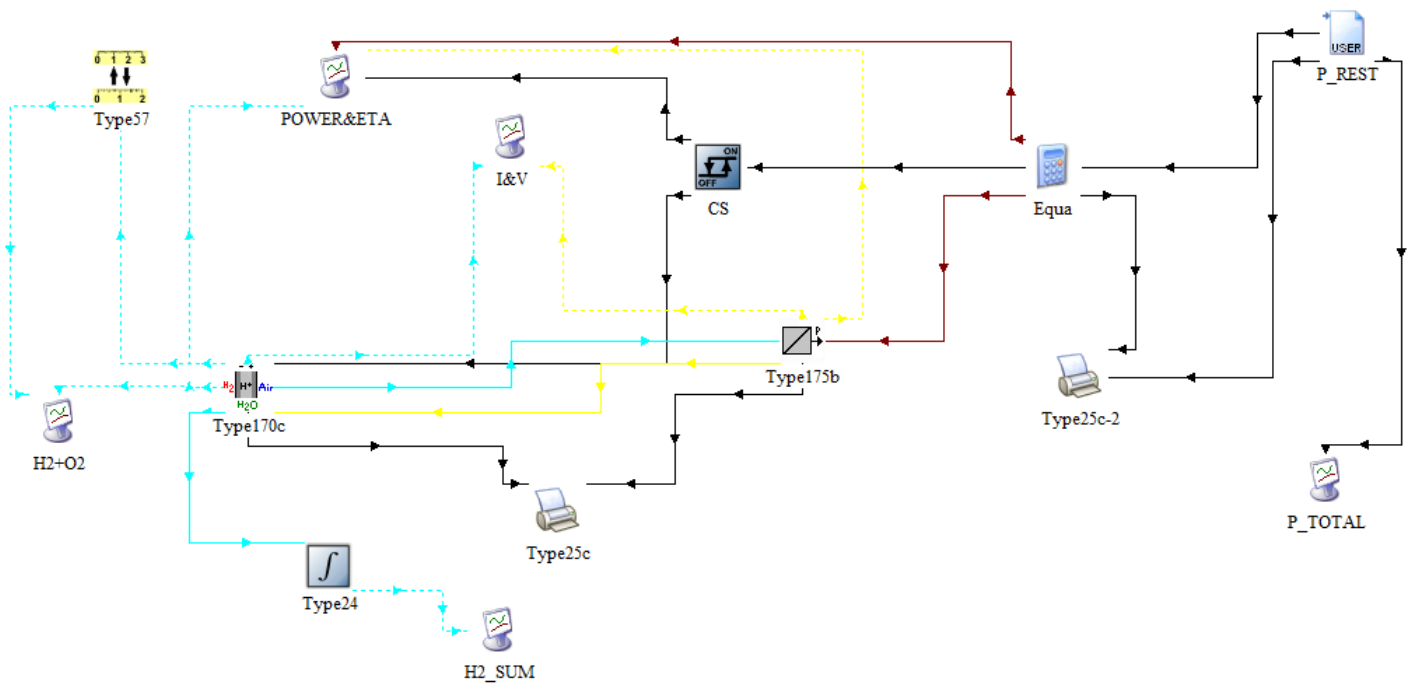 USER
P_REST
0 1 2 3
0 1 2
Type57
POWER&ETA
I&V
ON
OFF
CS
Equa
P
Type175b
- +
H2 H+ Air
H2O
Type170c
Type25c-2
H2+O2
P_TOTAL
Type25c
∫
Type24
H2_SUM